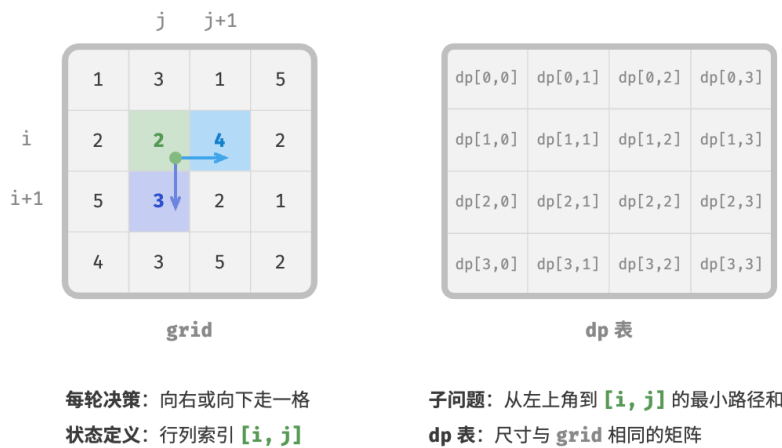 j j+1
1 3 1 5
i 2 2 4 2
i+1 5 3 2 1
4 3 5 2
grid
dp[0,0] dp[0,1] dp[0,2] dp[0,3]
dp[1,0] dp[1,1] dp[1,2] dp[1,3]
dp[2,0] dp[2,1] dp[2,2] dp[2,3]
dp[3,0] dp[3,1] dp[3,2] dp[3,3]
dp 表
每轮决策：向右或向下走一格
状态定义：行列索引 [i, j]
子问题：从左上角到 [i, j] 的最小路径和
dp 表：尺寸与 grid 相同的矩阵